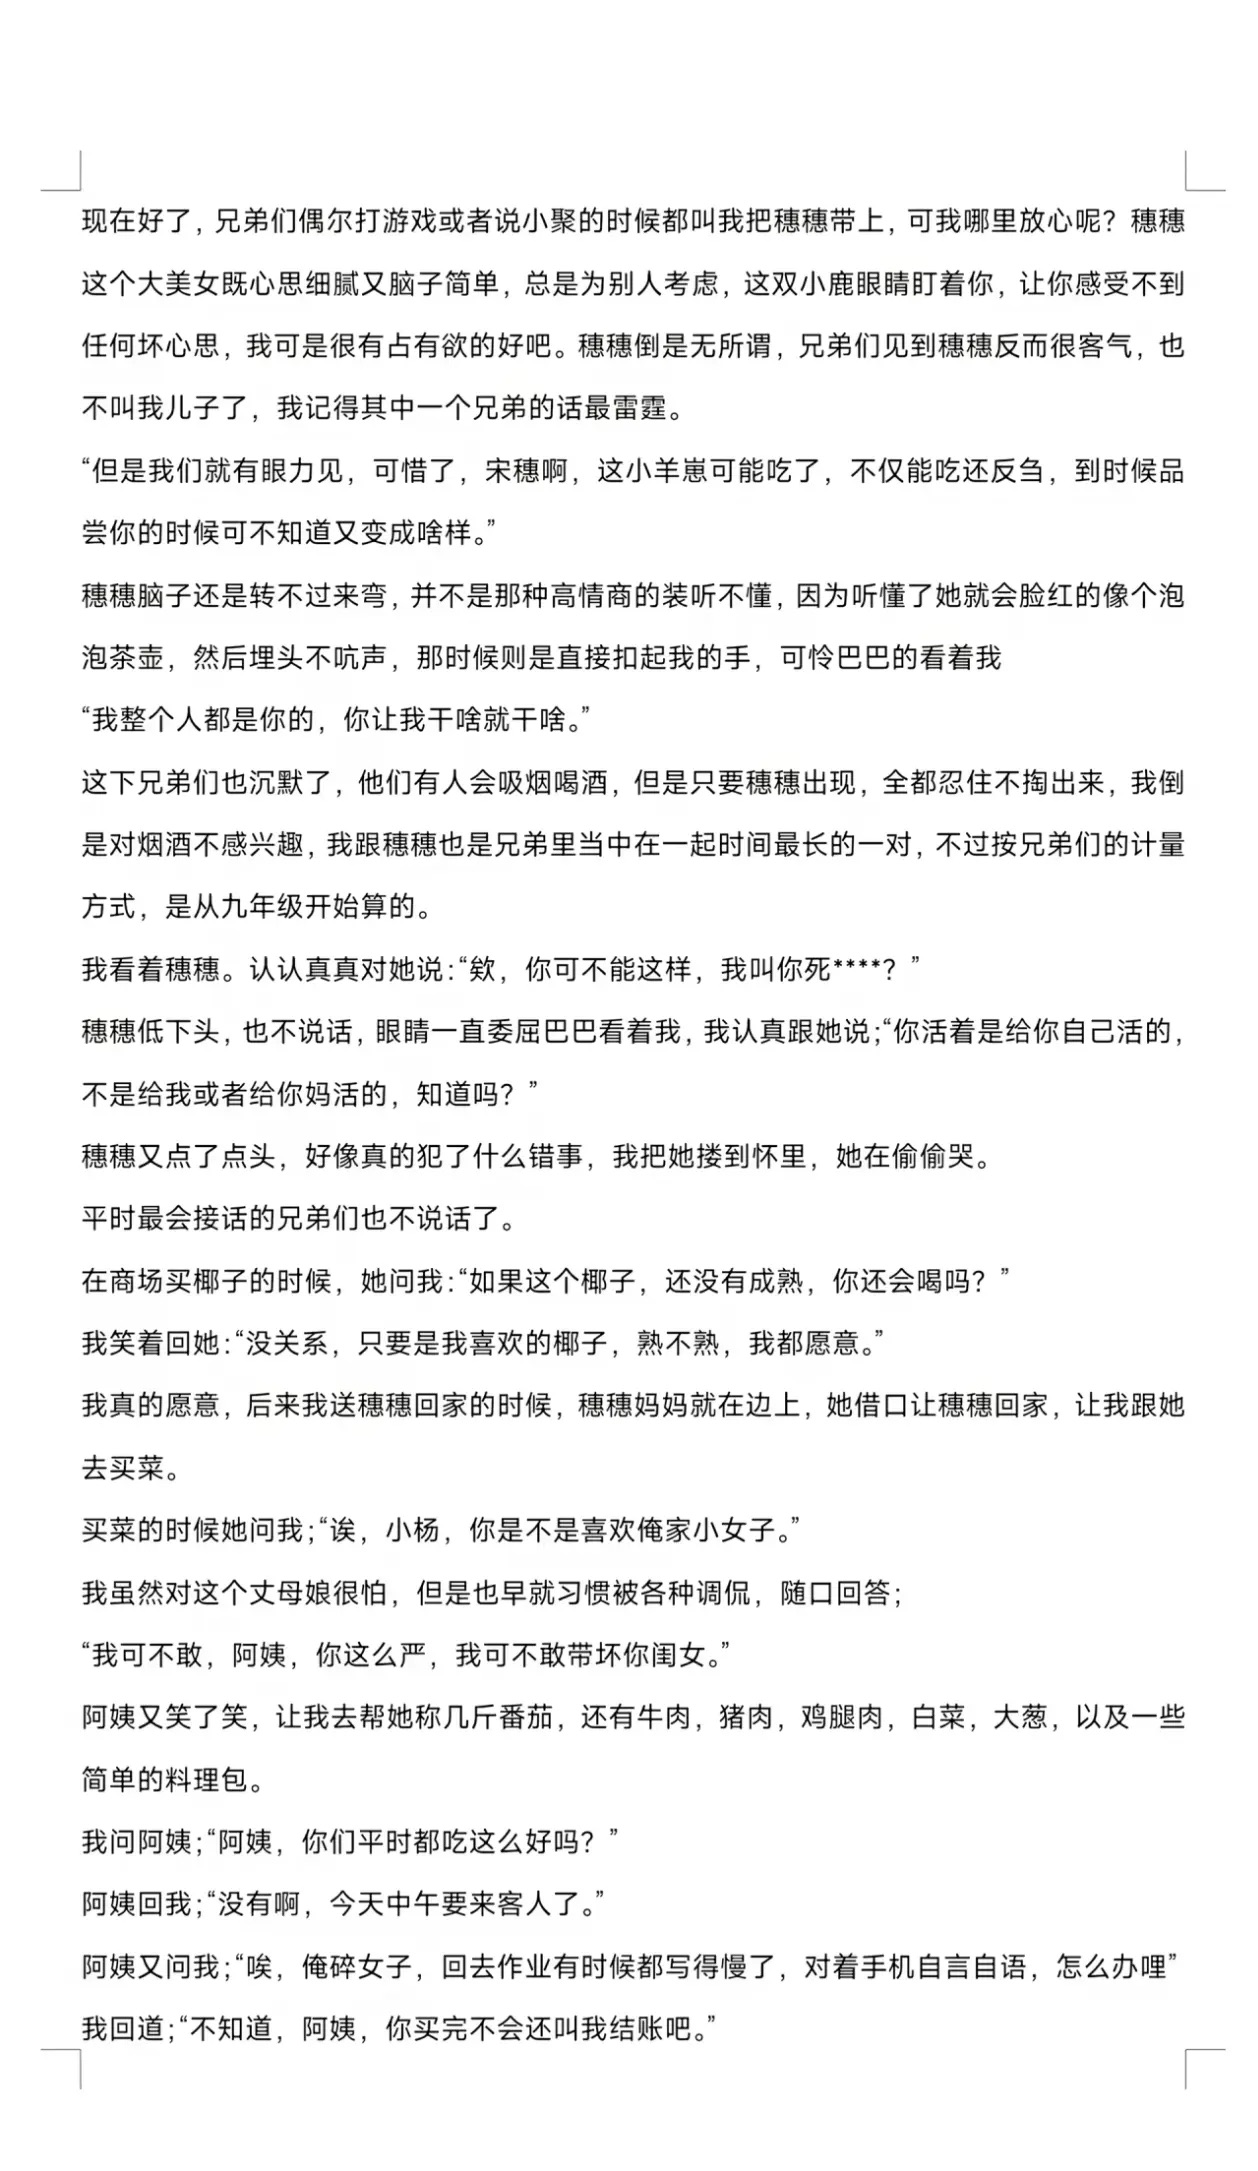 现在好了，兄弟们偶尔打游戏或者说小聚的时候都叫我把穗穗带上，可我哪里放心呢？穗穗
这个大美女既心思细腻又脑子简单，总是为别人考虑，这双小鹿眼睛盯着你，让你感受不到
任何坏心思，我可是很有占有欲的好吧。穗穗倒是无所谓，兄弟们见到穗穗反而很客气，也
不叫我儿子了，我记得其中一个兄弟的话最雷霆。
“但是我们就有眼力见，可惜了，宋穗啊，这小羊崽可能吃了，不仅能吃还反刍，到时候品
尝你的时候可不知道又变成啥样。”
穗穗脑子还是转不过来弯，并不是那种高情商的装听不懂，因为听懂了她就会脸红的像个泡
泡茶壶，然后埋头不吭声，那时候则是直接扣起我的手，可怜巴巴的看着我
“我整个人都是你的，你让我干啥就干啥。”
这下兄弟们也沉默了，他们有人会吸烟喝酒，但是只要穗穗出现，全都忍住不掏出来，我倒
是对烟酒不感兴趣，我跟穗穗也是兄弟里当中在一起时间最长的一对，不过按兄弟们的计量
方式，是从九年级开始算的。
我看着穗穗。认认真真对她说：“欸，你可不能这样，我叫你死****？”
穗穗低下头，也不说话，眼睛一直委屈巴巴看着我，我认真跟她说；“你活着是给你自己活的，
不是给我或者给你妈活的，知道吗？”
穗穗又点了点头，好像真的犯了什么错事，我把她搂到怀里，她在偷偷哭。
平时最会接话的兄弟们也不说话了。
在商场买椰子的时候，她问我：“如果这个椰子，还没有成熟，你还会喝吗？”
我笑着回她：“没关系，只要是我喜欢的椰子，熟不熟，我都愿意。”
我真的愿意，后来我送穗穗回家的时候，穗穗妈妈就在边上，她借口让穗穗回家，让我跟她
去买菜。
买菜的时候她问我；“诶，小杨，你是不是喜欢俺家小女子。”
我虽然对这个丈母娘很怕，但是也早就习惯被各种调侃，随口回答；
“我可不敢，阿姨，你这么严，我可不敢带坏你闺女。”
阿姨又笑了笑，让我去帮她称几斤番茄，还有牛肉，猪肉，鸡腿肉，白菜，大葱，以及一些
简单的料理包。
我问阿姨；“阿姨，你们平时都吃这么好吗？”
阿姨回我；“没有啊，今天中午要来客人了。”
阿姨又问我；“唉，俺碎女子，回去作业有时候都写得慢了，对着手机自言自语，怎么办哩”
我回道；“不知道，阿姨，你买完不会还叫我结账吧。”